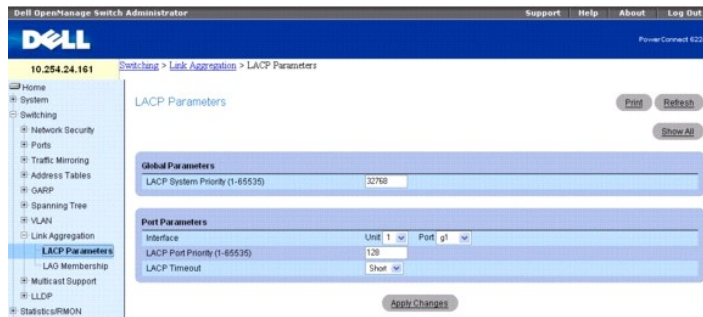 Dell OpenManage Switch Administrator
Support Help About Log Out
DELL
PowerConnect 622
10.254.24.161
Switching > Link Aggregation > LACP Parameters
Home
System
Switching
Network Security
Ports
Traffic Mirroring
Address Tables
GARP
Spanning Tree
VLAN
Link Aggregation
LACP Parameters
LAG Membership
Multicast Support
LLDP
Statistics/RMON
LACP Parameters
Print Refresh
Show All
Global Parameters
LACP System Priority (1-65535) 32768
Port Parameters
Interface Unit 1 Port g1
LACP Port Priority (1-65535) 128
LACP Timeout Short
Apply Changes